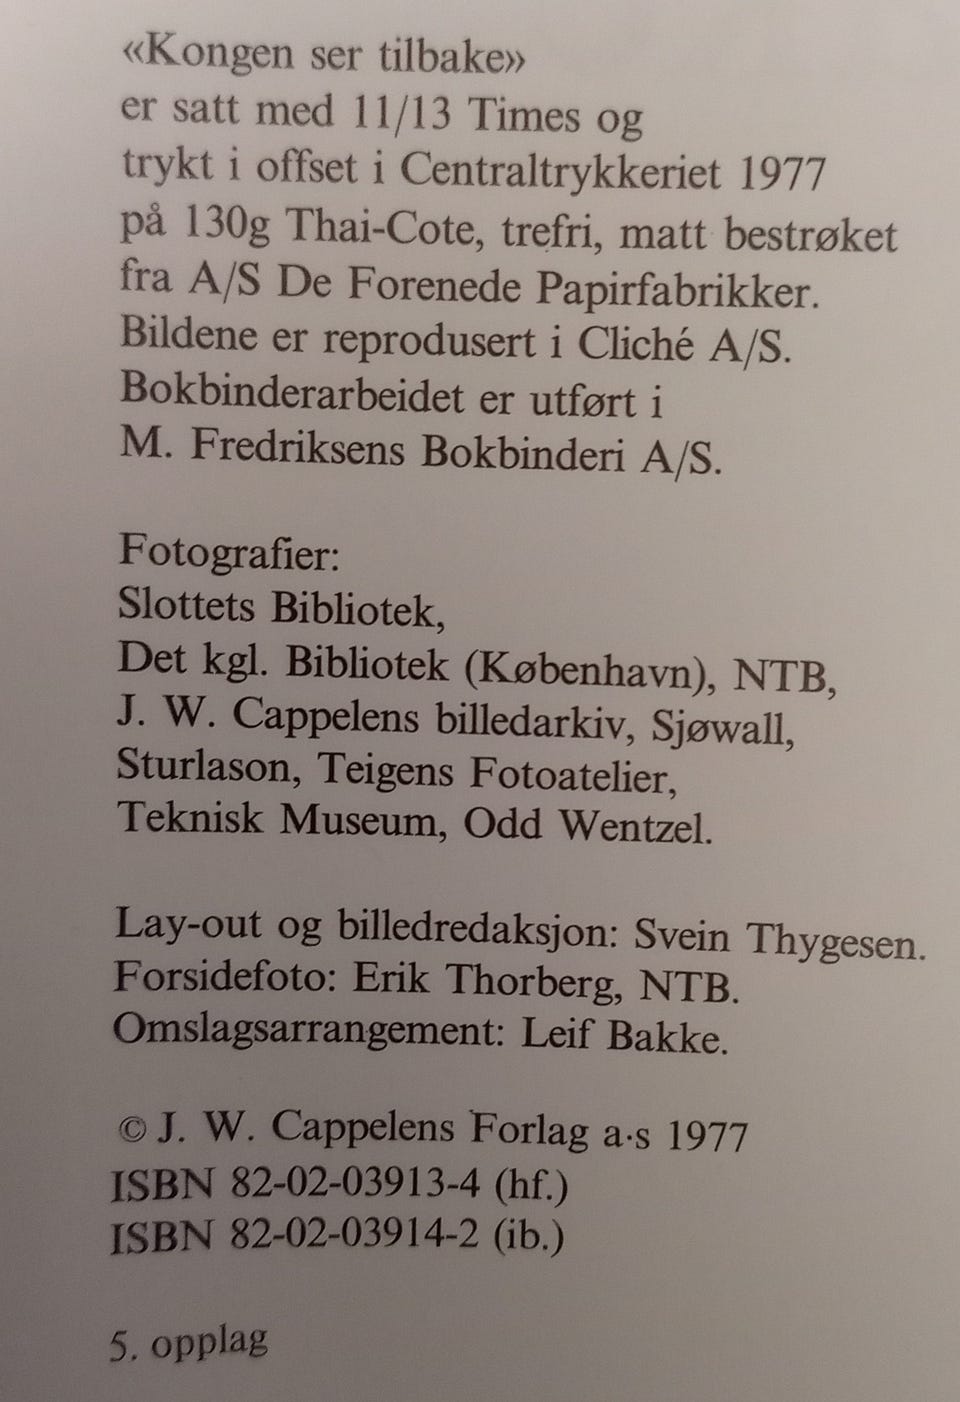 «Kongen ser tilbake»
er satt med 11/13 Times og
trykt i offset i Centraltrykkeriet 1977
på 130g Thai-Cote, trefri, matt bestrøket
fra A/S De Forenede Papirfabrikker.
Bildene er reprodusert i Cliché A/S.
Bokbinderarbeidet er utført i
M. Fredriksens Bokbinderi A/S.
Fotografier:
Slottets Bibliotek,
Det kgl. Bibliotek (København), NTB,
J. W. Cappelens billedarkiv, Sjøwall,
Sturlason, Teigens Fotoatelier,
Teknisk Museum, Odd Wentzel.
Lay-out og billedredaksjon: Svein Thygesen.
Forsidefoto: Erik Thorberg, NTB.
Omslagsarrangement: Leif Bakke.
© J. W. Cappelens Forlag a·s 1977
ISBN 82-02-03913-4 (hf.)
ISBN 82-02-03914-2 (ib.)
5. opplag